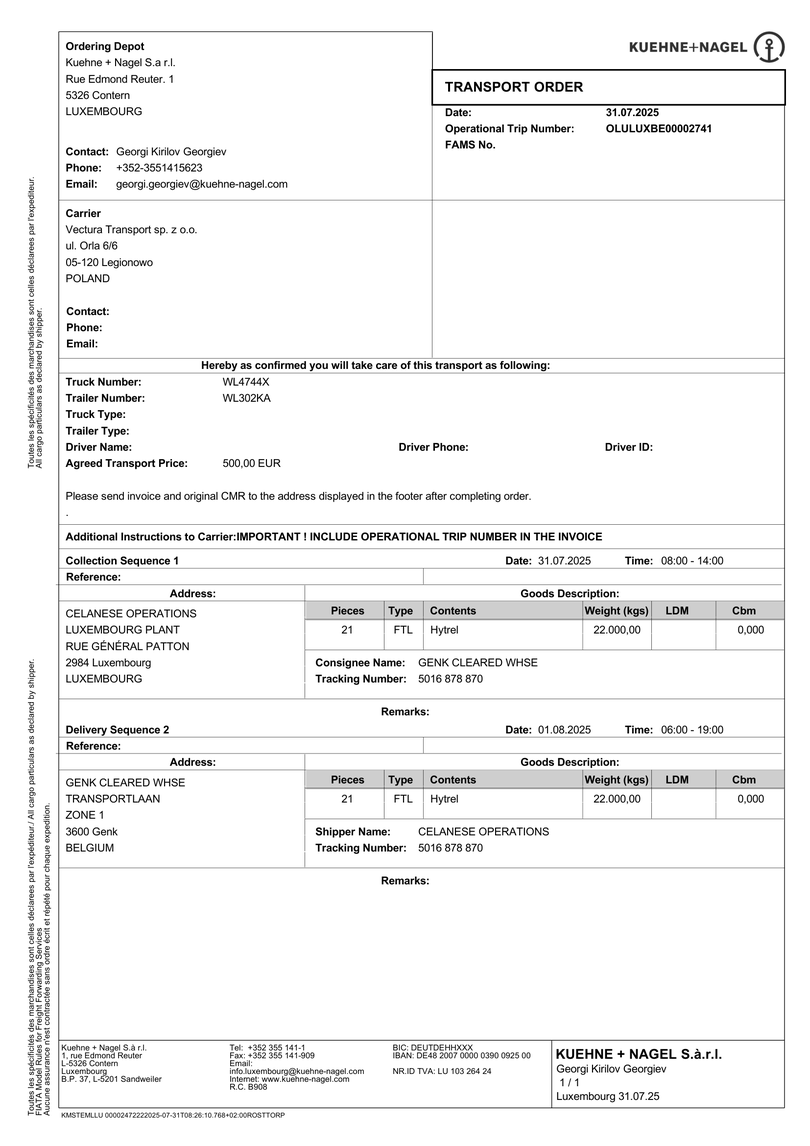 KUEHNE+NAGEL
Ordering Depot
Kuehne + Nagel S.a r.l.
Rue Edmond Reuter. 1
5326 Contern
LUXEMBOURG
Contact: Georgi Kirilov Georgiev
Phone: +352-3551415623
Email: georgi.georgiev@kuehne-nagel.com
TRANSPORT ORDER
Date: 31.07.2025
Operational Trip Number: OLULUXBE00002741
FAMS No.
Carrier
Vectura Transport sp. z o.o.
ul. Orla 6/6
05-120 Legionowo
POLAND
Contact:
Phone:
Email:
Hereby as confirmed you will take care of this transport as following:
Truck Number: WL4744X
Trailer Number: WL302KA
Truck Type:
Trailer Type:
Driver Name: Driver Phone: Driver ID:
Agreed Transport Price: 500,00 EUR
Please send invoice and original CMR to the address displayed in the footer after completing order.
.
Additional Instructions to Carrier:IMPORTANT ! INCLUDE OPERATIONAL TRIP NUMBER IN THE INVOICE
Collection Sequence 1 Date: 31.07.2025 Time: 08:00 - 14:00
Reference:
Address: Goods Description:
CELANESE OPERATIONS
LUXEMBOURG PLANT
RUE GÉNÉRAL PATTON
2984 Luxembourg
LUXEMBOURG
Pieces Type Contents Weight (kgs) LDM Cbm
21 FTL Hytrel 22.000,00 0,000
Consignee Name: GENK CLEARED WHSE
Tracking Number: 5016 878 870
Remarks:
Delivery Sequence 2 Date: 01.08.2025 Time: 06:00 - 19:00
Reference:
Address: Goods Description:
GENK CLEARED WHSE
TRANSPORTLAAN
ZONE 1
3600 Genk
BELGIUM
Pieces Type Contents Weight (kgs) LDM Cbm
21 FTL Hytrel 22.000,00 0,000
Shipper Name: CELANESE OPERATIONS
Tracking Number: 5016 878 870
Remarks:
Toutes les spécificités des marchandises sont celles déclarees par l'expediteur.
All cargo particulars as declared by shipper.
Toutes les spécificités des marchandises sont celles déclarees par l'expéditeur./ All cargo particulars as declared by shipper.
FIATA Model Rules for Freight Forwarding Services
Aucune assurance n'est contractée sans ordre écrit et répété pour chaque expedition.
Kuehne + Nagel S.à r.l.
1, rue Edmond Reuter
L-5326 Contern
Luxembourg
B.P. 37, L-5201 Sandweiler
Tel: +352 355 141-1
Fax: +352 355 141-909
Email:
info.luxembourg@kuehne-nagel.com
Internet: www.kuehne-nagel.com
R.C. B908
BIC: DEUTDEHHXXX
IBAN: DE48 2007 0000 0390 0925 00
NR.ID TVA: LU 103 264 24
KUEHNE + NAGEL S.à.r.l.
Georgi Kirilov Georgiev
1 / 1
Luxembourg 31.07.25
KMSTEMLLU 00002472222025-07-31T08:26:10.768+02:00ROSTTORP